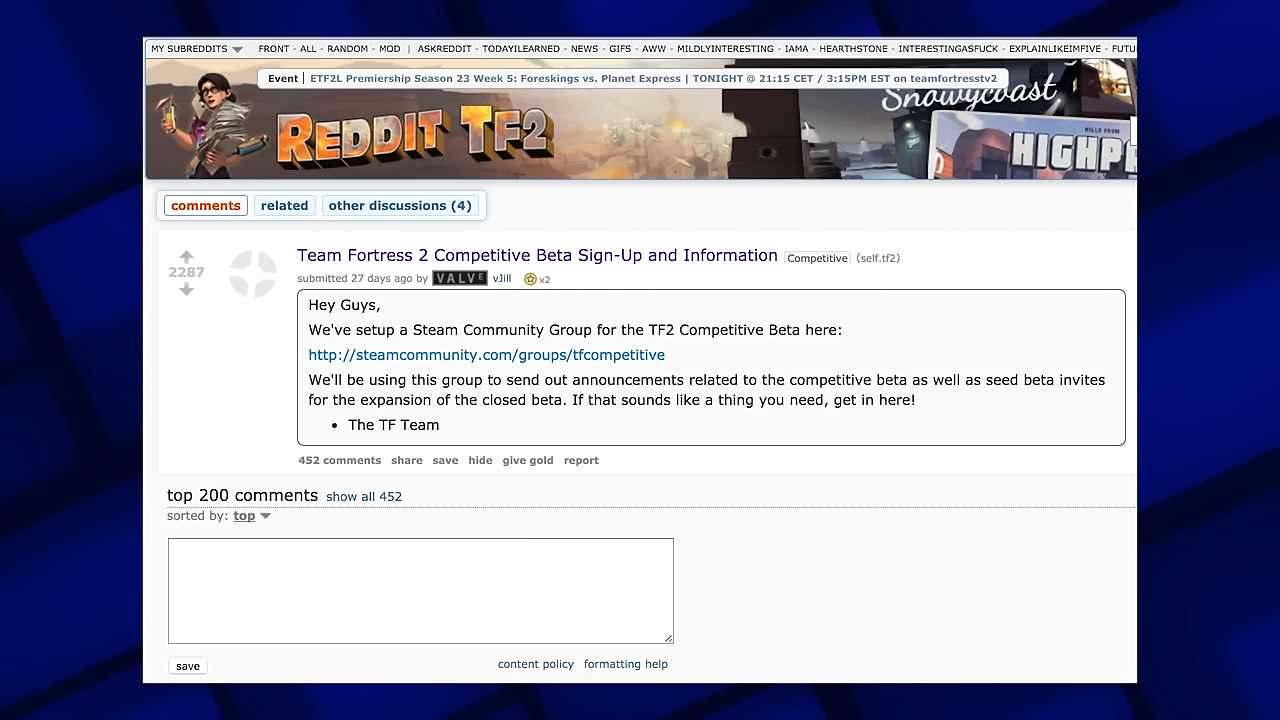 MY SUBREDDITS FRONT - ALL - RANDOM - MOD | ASKREDDIT - TODAYILEARNED - NEWS - GIFS - AWW - MILDLYINTERESTING - IAMA - HEARTHSTONE - INTERESTINGASFUCK - EXPLAINLIKEIMFIVE - FUTU
Event | ETF2L Premiership Season 23 Week 5: Foreskings vs. Planet Express | TONIGHT @ 21:15 CET / 3:15PM EST on teamfortresstv2
Snowycoast
REDDIT TF2
HELLO FROM
HIGHP
comments related other discussions (4)
Team Fortress 2 Competitive Beta Sign-Up and Information Competitive (self.tf2)
2287
submitted 27 days ago by VALVE vJill x2
Hey Guys,
We've setup a Steam Community Group for the TF2 Competitive Beta here:
http://steamcommunity.com/groups/tfcompetitive
We'll be using this group to send out announcements related to the competitive beta as well as seed beta invites
for the expansion of the closed beta. If that sounds like a thing you need, get in here!
• The TF Team
452 comments share save hide give gold report
top 200 comments show all 452
sorted by: top
save content policy formatting help